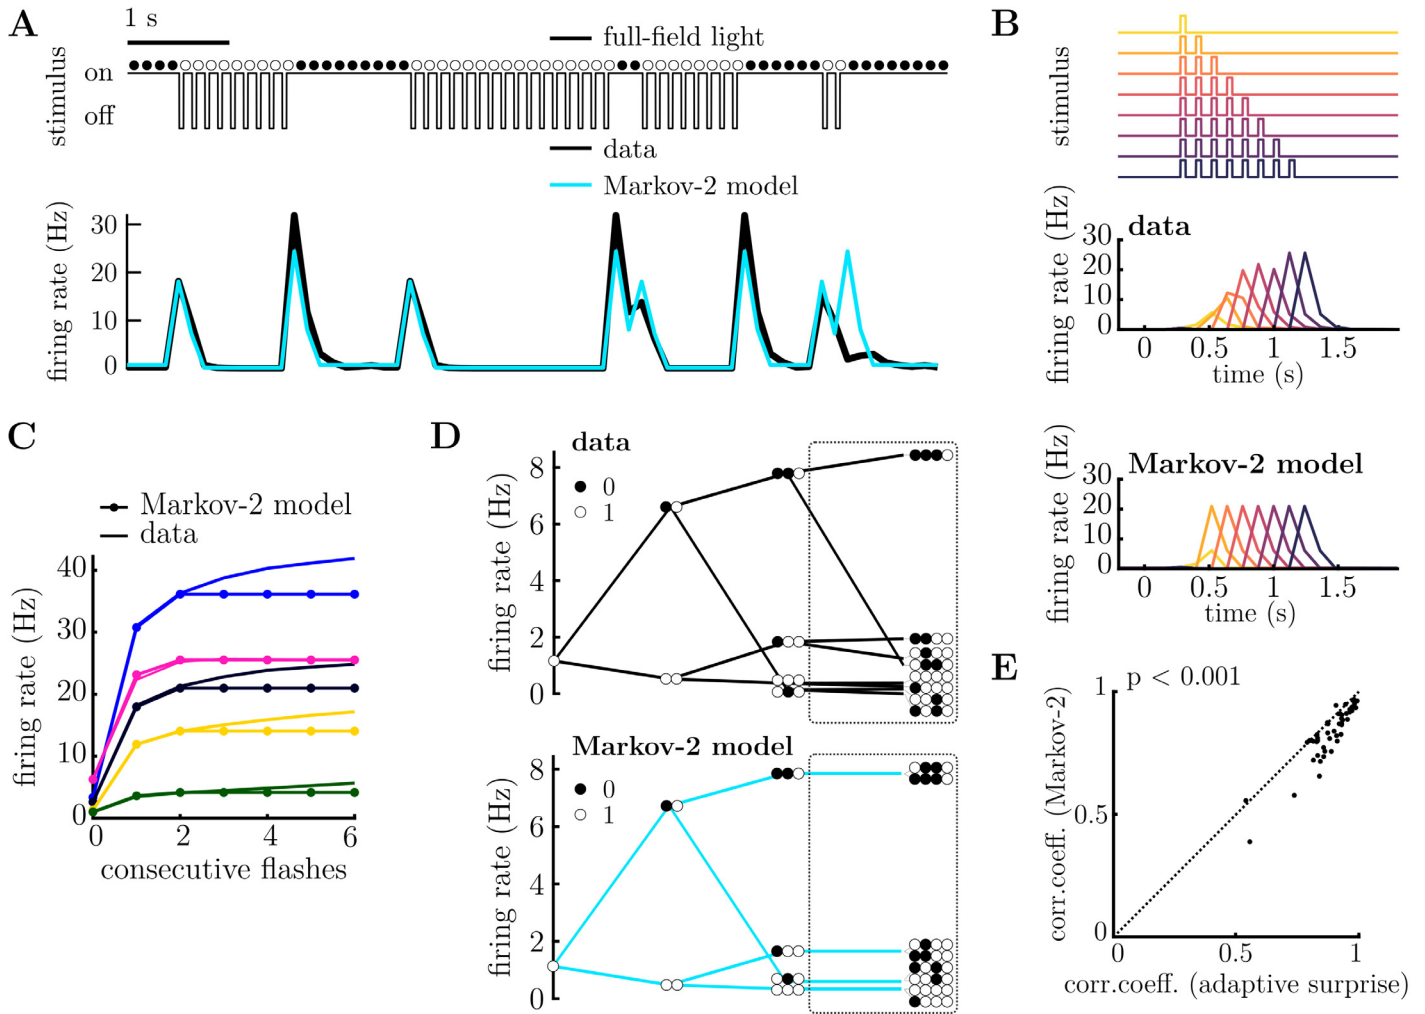 A
1 s
full-field light
stimulus
on
off
data
Markov-2 model
firing rate (Hz)
30
20
10
0
B
stimulus
data
firing rate (Hz)
30
20
10
0
0
0.5
1
1.5
time (s)
Markov-2 model
firing rate (Hz)
30
20
10
0
0
0.5
1
1.5
time (s)
C
Markov-2 model
data
firing rate (Hz)
40
30
20
10
0
0
2
4
6
consecutive flashes
D
data
0
1
firing rate (Hz)
8
6
4
2
0
Markov-2 model
0
1
firing rate (Hz)
8
6
4
2
0
E
p < 0.001
corr.coeff. (Markov-2)
1
0.5
0
0
0.5
1
corr.coeff. (adaptive surprise)